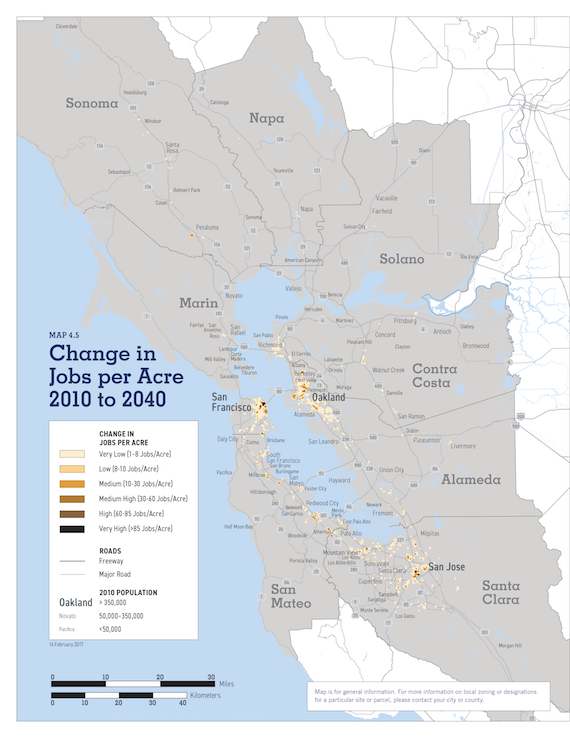 Cloverdale
Healdsburg
Calistoga
Sonoma
Napa
Windsor
Santa
Rosa
Dixon
Sebastopol
Yountville
Rohnert Park
Vacaville
Cotati
Fairfield
Sonoma
Napa
Petaluma
Suisun City
American Canyon
Solano
Rio Vista
Novato
Vallejo
Benicia
Marin
Hercules
Fairfax
San
Anselmo
Ross
San
Rafael
Pinole
Martinez
Pittsburg
Antioch
Oakley
San Pablo
Concord
MAP 4.5
Change in
Jobs per Acre
2010 to 2040
Larkspur
Corte
Madera
Mill Valley
Richmond
Pleasant Hill
Clayton
Brentwood
El Cerrito
Belvedere
Tiburon
Albany
Lafayette
Walnut Creek
Contra
Costa
Sausalito
Berkeley
Orinda
Moraga
Danville
San
Francisco
Oakland
Alameda
San Ramon
Daly City
Colma
Brisbane
San Leandro
Dublin
Pleasanton
Livermore
CHANGE IN
JOBS PER ACRE
Very Low (1-8 Jobs/Acre)
Low (8-10 Jobs/Acre)
Medium (10-30 Jobs/Acre)
Medium High (30-60 Jobs/Acre)
High (60-85 Jobs/Acre)
Very High (>85 Jobs/Acre)
South
San Francisco
San Bruno
Burlingame
Pacifica
Millbrae
San
Mateo
Foster City
Hillsborough
Hayward
Union City
Alameda
Redwood City
Newark
Fremont
Belmont
San Carlos
Menlo
Park
East Palo Alto
Half Moon Bay
Atherton
Palo Alto
Milpitas
Woodside
Mountain View
Los Altos
Portola Valley
Los Altos Hills
Sunnyvale
Santa Clara
San Jose
Cupertino
San
Mateo
Campbell
Saratoga
Monte Sereno
Los Gatos
Santa
Clara
Morgan Hill
ROADS
Freeway
Major Road
2010 POPULATION
Oakland > 350,000
Novato 50,000-350,000
Pacifica <50,000
16 February 2017
0 10 20 30
Miles
0 10 20 30 40
Kilometers
Map is for general information. For more information on local zoning or designations
for a particular site or parcel, please contact your city or county.